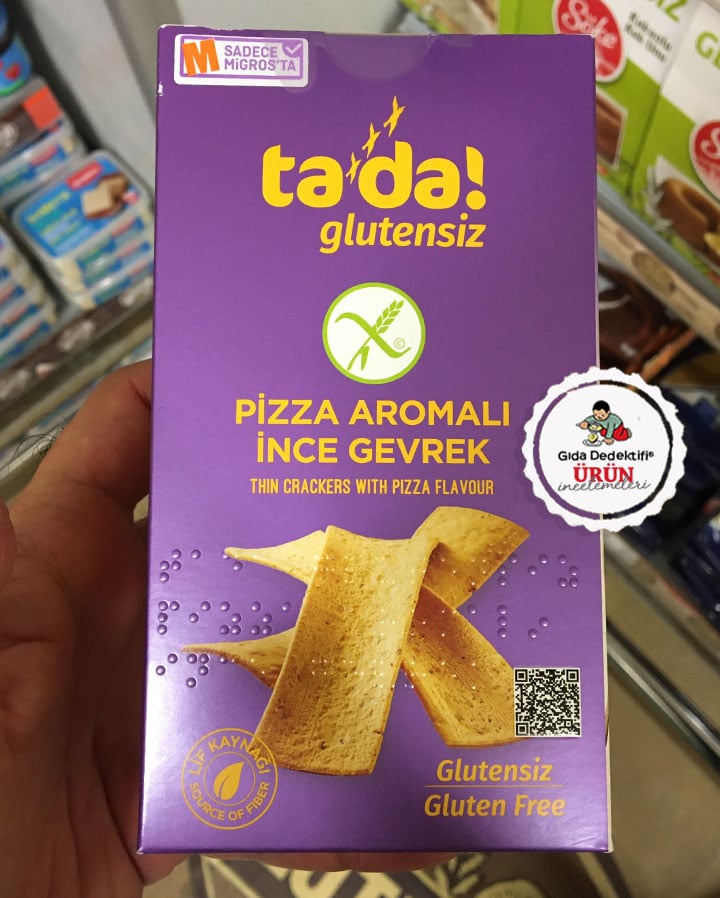 M SADECE
MiGROS'TA
ta'da!
glutensiz
PİZZA AROMALI
İNCE GEVREK
THIN CRACKERS WITH PIZZA FLAVOUR
Gıda Dedektifi®
ÜRÜN
incelemeleri
LİF KAYNAĞI
SOURCE OF FIBER
Glutensiz
Gluten Free